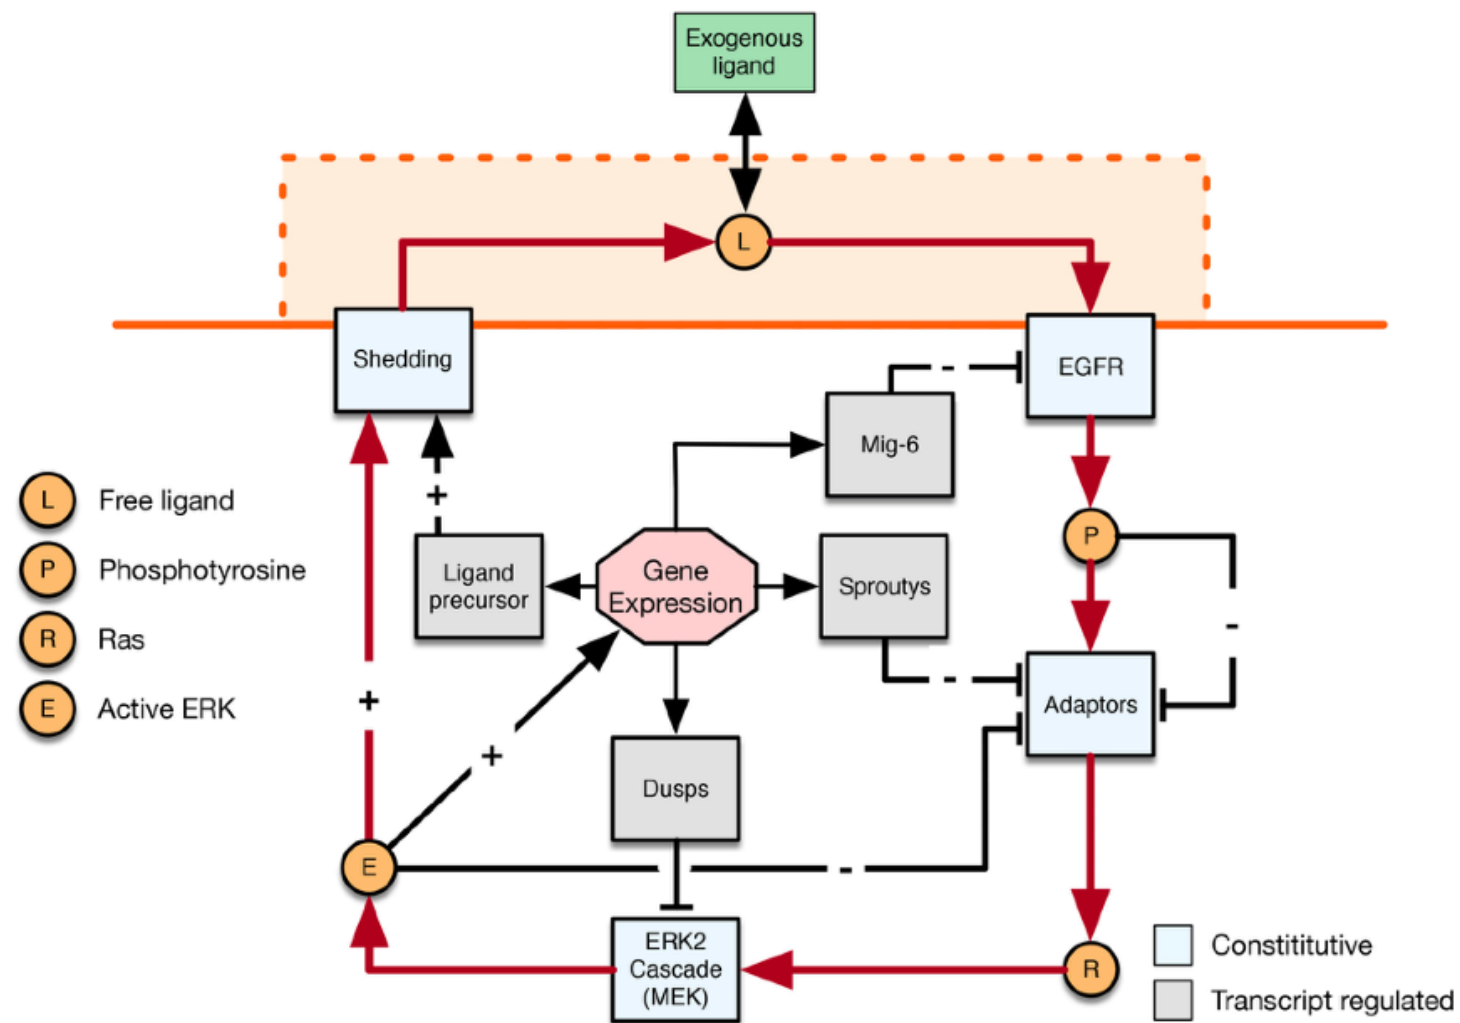 Exogenous
ligand
L
Shedding
EGFR
-
Mig-6
+
L Free ligand
P Phosphotyrosine
R Ras
E Active ERK
P
Ligand
precursor
Gene
Expression
Sproutys
-
-
+
+
Adaptors
Dusps
E
-
ERK2
Cascade
(MEK)
R
Constititutive
Transcript regulated